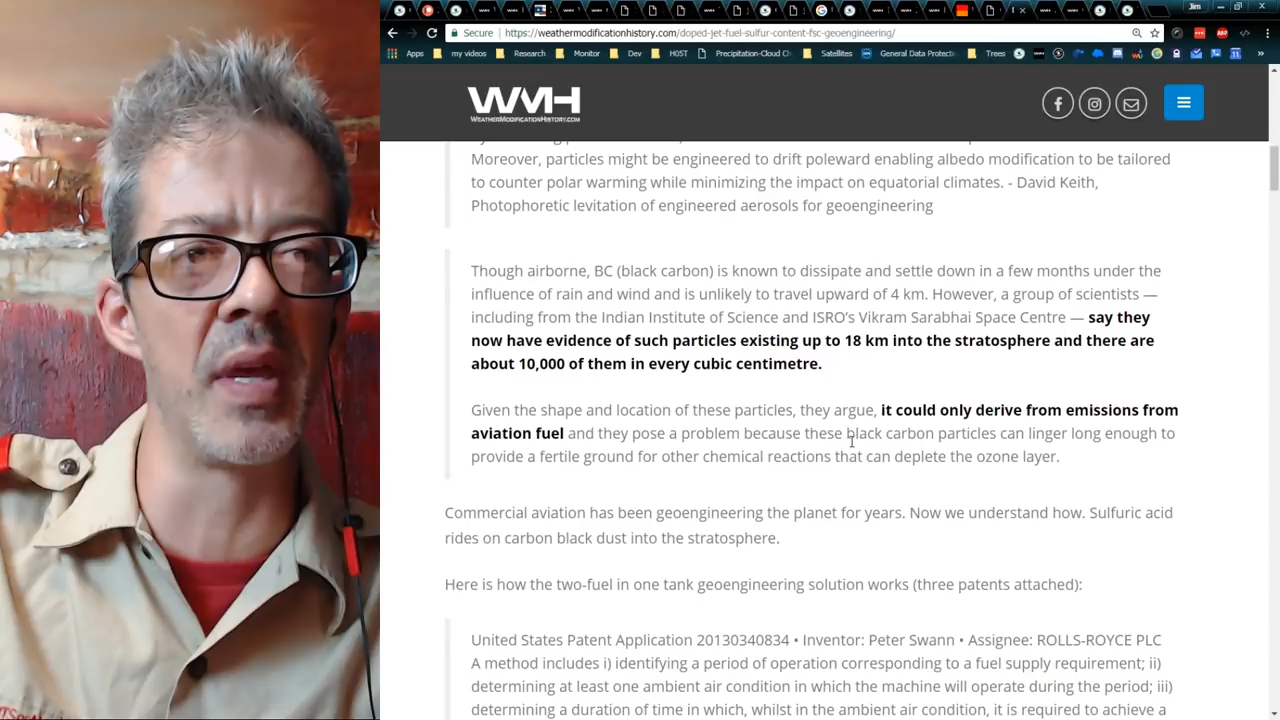 Jim
Secure
https://weathermodificationhistory.com/doped-jet-fuel-sulfur-content-fsc-geoengineering/
Apps my videos Research Monitor Dev H0ST Precipitation-Cloud Ch Satellites General Data Protecti Trees
WMH
WEATHERMODIFICATIONHISTORY.COM
Moreover, particles might be engineered to drift poleward enabling albedo modification to be tailored
to counter polar warming while minimizing the impact on equatorial climates. - David Keith,
Photophoretic levitation of engineered aerosols for geoengineering
Though airborne, BC (black carbon) is known to dissipate and settle down in a few months under the
influence of rain and wind and is unlikely to travel upward of 4 km. However, a group of scientists —
including from the Indian Institute of Science and ISRO’s Vikram Sarabhai Space Centre — say they
now have evidence of such particles existing up to 18 km into the stratosphere and there are
about 10,000 of them in every cubic centimetre.
Given the shape and location of these particles, they argue, it could only derive from emissions from
aviation fuel and they pose a problem because these black carbon particles can linger long enough to
provide a fertile ground for other chemical reactions that can deplete the ozone layer.
Commercial aviation has been geoengineering the planet for years. Now we understand how. Sulfuric acid
rides on carbon black dust into the stratosphere.
Here is how the two-fuel in one tank geoengineering solution works (three patents attached):
United States Patent Application 20130340834 • Inventor: Peter Swann • Assignee: ROLLS-ROYCE PLC
A method includes i) identifying a period of operation corresponding to a fuel supply requirement; ii)
determining at least one ambient air condition in which the machine will operate during the period; iii)
determining a duration of time in which, whilst in the ambient air condition, it is required to achieve a